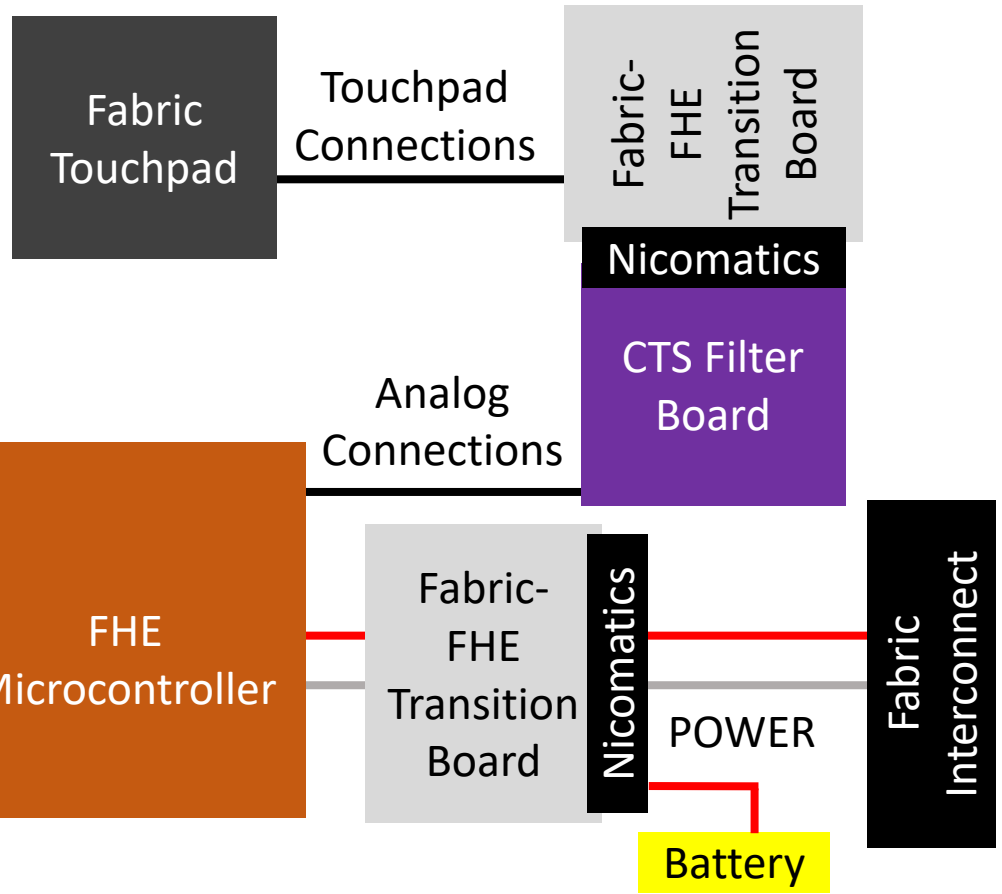 Fabric
Touchpad
Touchpad
Connections
Fabric-
FHE
Transition
Board
Nicomatics
CTS Filter
Board
Analog
Connections
FHE
Microcontroller
Fabric-
FHE
Transition
Board
Nicomatics
POWER
Battery
Fabric
Interconnect